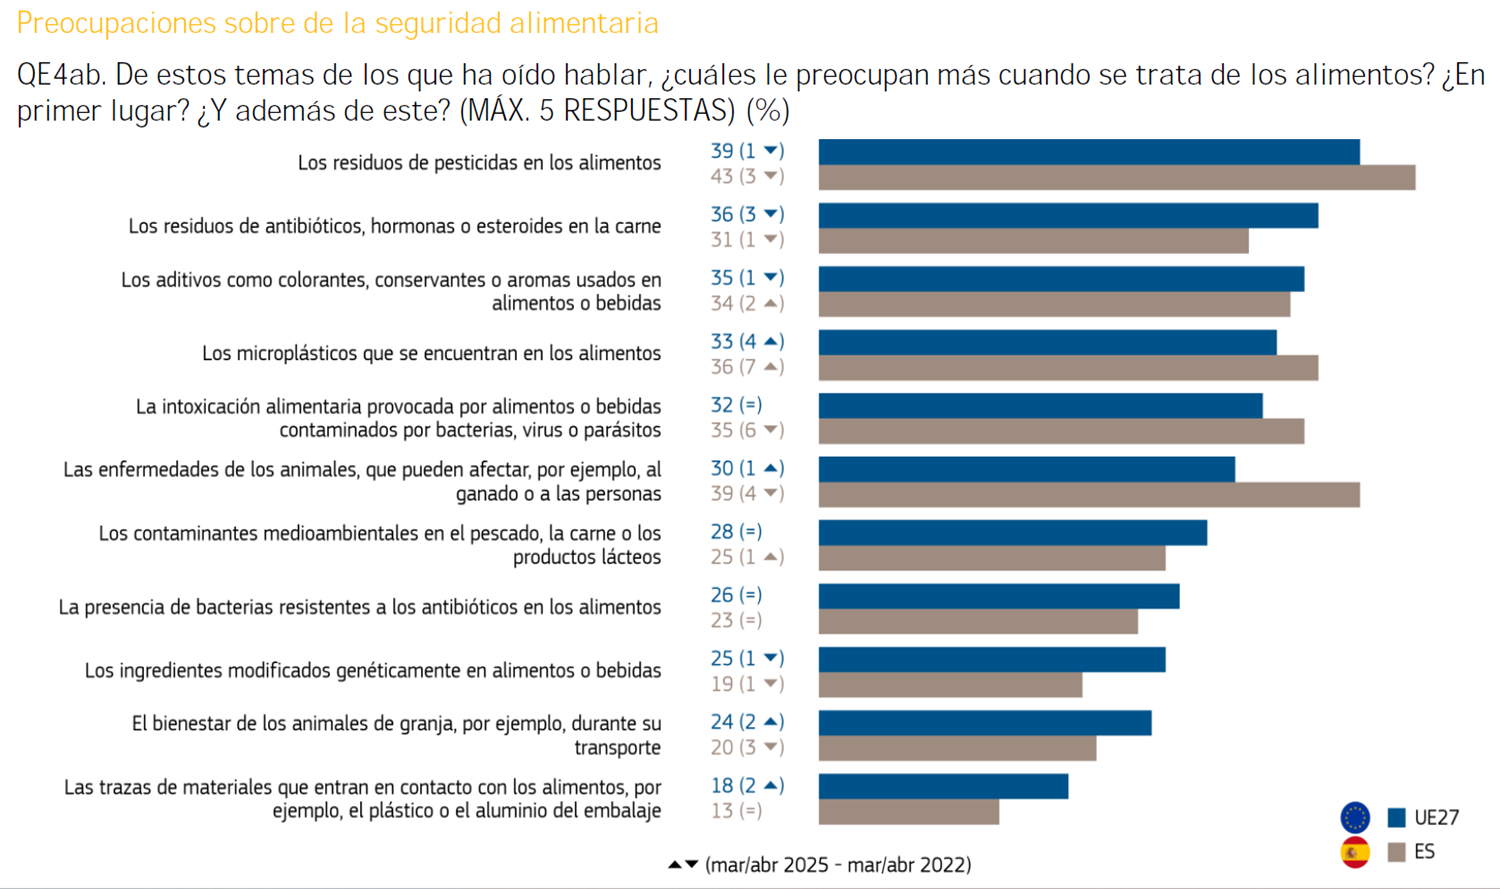 Preocupaciones sobre de la seguridad alimentaria
QE4ab. De estos temas de los que ha oído hablar, ¿cuáles le preocupan más cuando se trata de los alimentos? ¿En
primer lugar? ¿Y además de este? (MÁX. 5 RESPUESTAS) (%)
Los residuos de pesticidas en los alimentos
39 (1 ▼)
43 (3 ▼)
Los residuos de antibióticos, hormonas o esteroides en la carne
36 (3 ▼)
31 (1 ▼)
Los aditivos como colorantes, conservantes o aromas usados en
alimentos o bebidas
35 (1 ▼)
34 (2 ▲)
Los microplásticos que se encuentran en los alimentos
33 (4 ▲)
36 (7 ▲)
La intoxicación alimentaria provocada por alimentos o bebidas
contaminados por bacterias, virus o parásitos
32 (=)
35 (6 ▼)
Las enfermedades de los animales, que pueden afectar, por ejemplo, al
ganado o a las personas
30 (1 ▲)
39 (4 ▼)
Los contaminantes medioambientales en el pescado, la carne o los
productos lácteos
28 (=)
25 (1 ▲)
La presencia de bacterias resistentes a los antibióticos en los alimentos
26 (=)
23 (=)
Los ingredientes modificados genéticamente en alimentos o bebidas
25 (1 ▼)
19 (1 ▼)
El bienestar de los animales de granja, por ejemplo, durante su
transporte
24 (2 ▲)
20 (3 ▼)
Las trazas de materiales que entran en contacto con los alimentos, por
ejemplo, el plástico o el aluminio del embalaje
18 (2 ▲)
13 (=)
UE27
ES
▲▼ (mar/abr 2025 - mar/abr 2022)